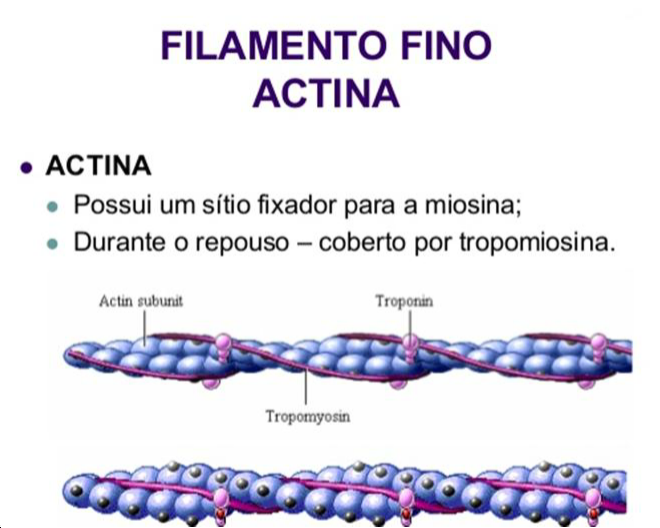 FILAMENTO FINO
ACTINA
ACTINA
Possui um sítio fixador para a miosina;
Durante o repouso – coberto por tropomiosina.
Actin subunit
Troponin
Tropomyosin